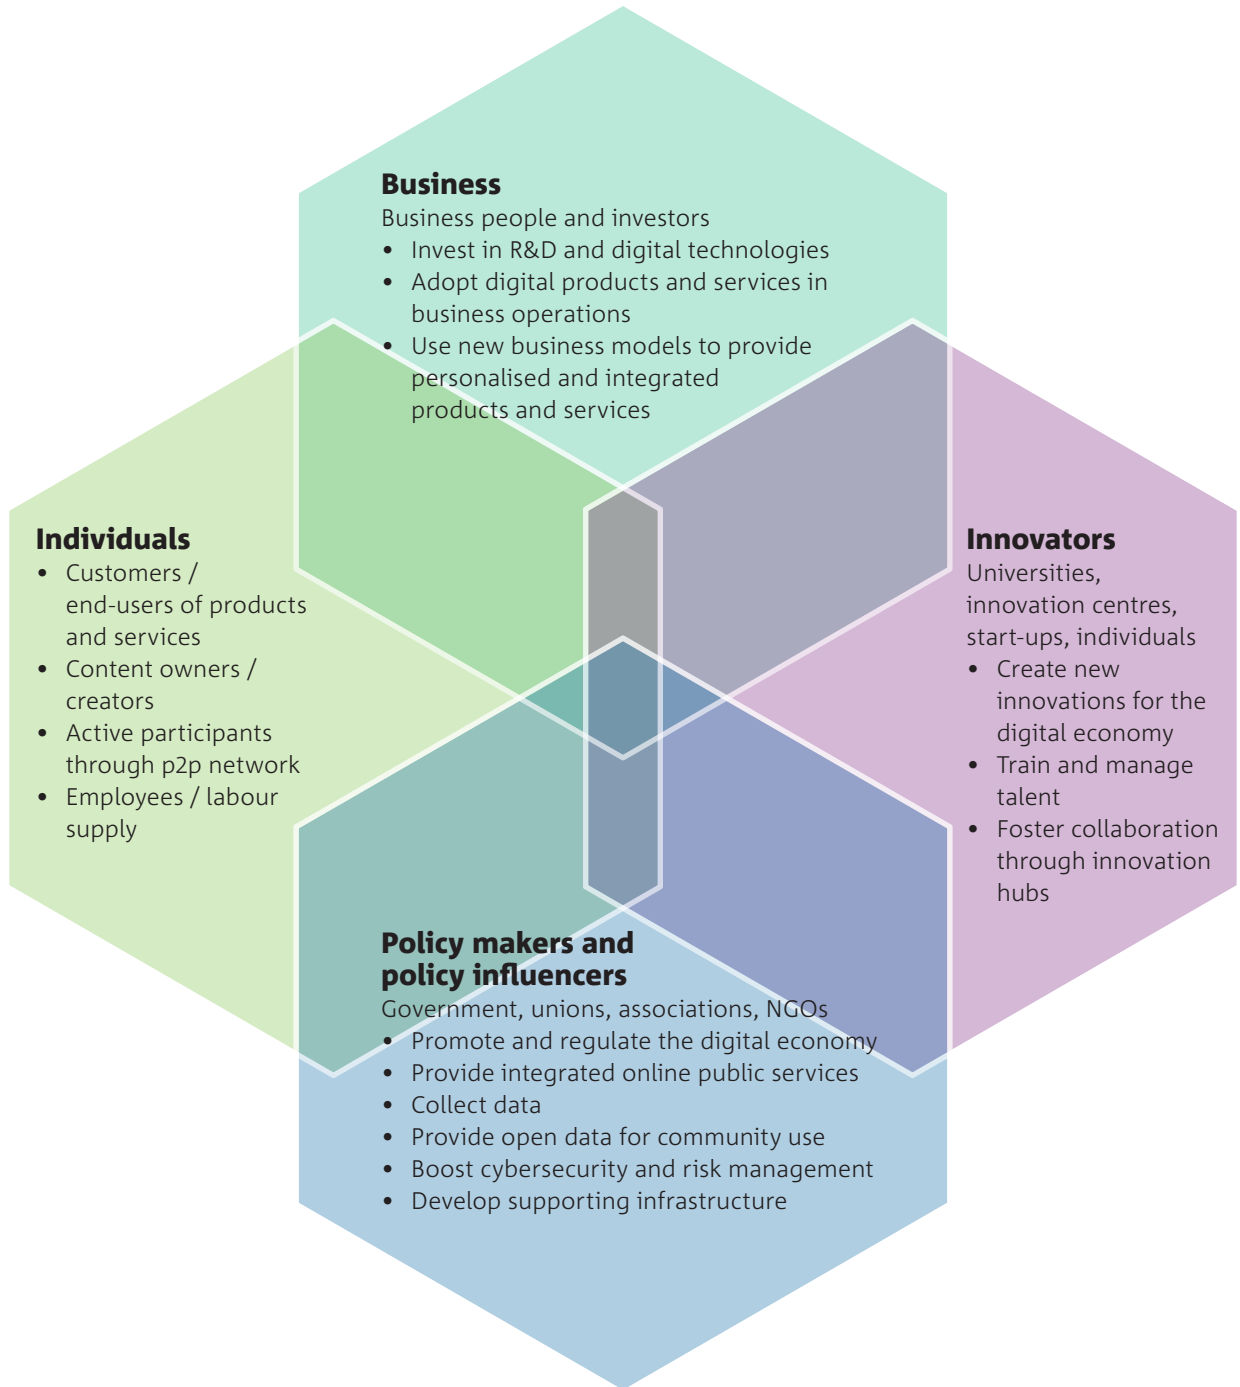 Business
Business people and investors
• Invest in R&D and digital technologies
• Adopt digital products and services in
business operations
• Use new business models to provide
personalised and integrated
products and services
Individuals
• Customers /
end-users of products
and services
• Content owners /
creators
• Active participants
through p2p network
• Employees / labour
supply
Innovators
Universities,
innovation centres,
start-ups, individuals
• Create new
innovations for the
digital economy
• Train and manage
talent
• Foster collaboration
through innovation
hubs
Policy makers and
policy influencers
Government, unions, associations, NGOs
• Promote and regulate the digital economy
• Provide integrated online public services
• Collect data
• Provide open data for community use
• Boost cybersecurity and risk management
• Develop supporting infrastructure